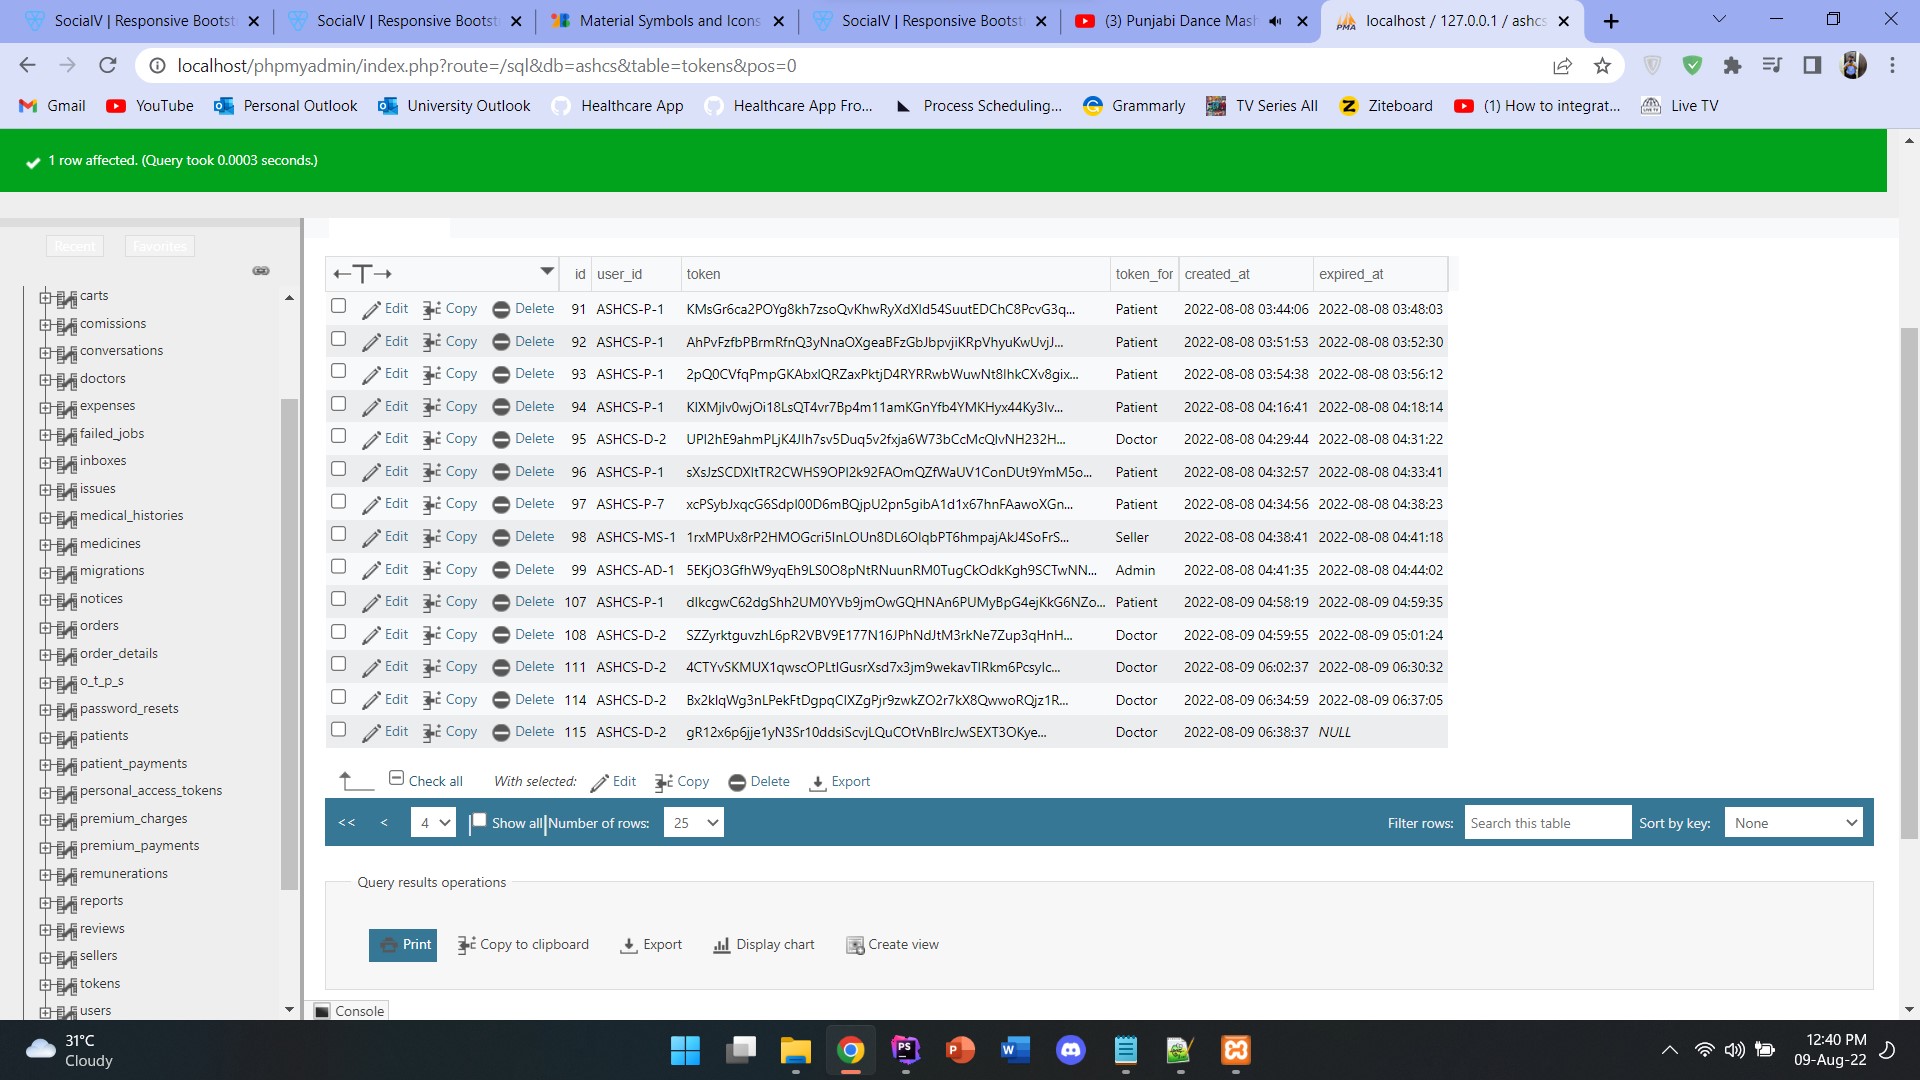 SocialV | Responsive Bootst SocialV | Responsive Bootst Material Symbols and Icons SocialV | Responsive Bootst (3) Punjabi Dance Mash localhost / 127.0.0.1 / ashcs
localhost/phpmyadmin/index.php?route=/sql&db=ashcs&table=tokens&pos=0
Gmail YouTube Personal Outlook University Outlook Healthcare App Healthcare App Fro... Process Scheduling... Grammarly TV Series All Ziteboard (1) How to integrat... Live TV
1 row affected. (Query took 0.0003 seconds.)
Recent Favorites
carts
comissions
conversations
doctors
expenses
failed_jobs
inboxes
issues
medical_histories
medicines
migrations
notices
orders
order_details
o_t_p_s
password_resets
patients
patient_payments
personal_access_tokens
premium_charges
premium_payments
remunerations
reports
reviews
sellers
tokens
users
id user_id token token_for created_at expired_at
Edit Copy Delete 91 ASHCS-P-1 Patient 2022-08-08 03:44:06 2022-08-08 03:48:03
Edit Copy Delete 92 ASHCS-P-1 Patient 2022-08-08 03:51:53 2022-08-08 03:52:30
Edit Copy Delete 93 ASHCS-P-1 Patient 2022-08-08 03:54:38 2022-08-08 03:56:12
Edit Copy Delete 94 ASHCS-P-1 Patient 2022-08-08 04:16:41 2022-08-08 04:18:14
Edit Copy Delete 95 ASHCS-D-2 Doctor 2022-08-08 04:29:44 2022-08-08 04:31:22
Edit Copy Delete 96 ASHCS-P-1 Patient 2022-08-08 04:32:57 2022-08-08 04:33:41
Edit Copy Delete 97 ASHCS-P-7 Patient 2022-08-08 04:34:56 2022-08-08 04:38:23
Edit Copy Delete 98 ASHCS-MS-1 Seller 2022-08-08 04:38:41 2022-08-08 04:41:18
Edit Copy Delete 99 ASHCS-AD-1 Admin 2022-08-08 04:41:35 2022-08-08 04:44:02
Edit Copy Delete 107 ASHCS-P-1 Patient 2022-08-09 04:58:19 2022-08-09 04:59:35
Edit Copy Delete 108 ASHCS-D-2 Doctor 2022-08-09 04:59:55 2022-08-09 05:01:24
Edit Copy Delete 111 ASHCS-D-2 Doctor 2022-08-09 06:02:37 2022-08-09 06:30:32
Edit Copy Delete 114 ASHCS-D-2 Doctor 2022-08-09 06:34:59 2022-08-09 06:37:05
Edit Copy Delete 115 ASHCS-D-2 Doctor 2022-08-09 06:38:37 NULL
Check all With selected: Edit Copy Delete Export
<< < 4 Show all Number of rows: 25 Filter rows: Search this table Sort by key: None
Query results operations
Print Copy to clipboard Export Display chart Create view
Console
31°C
Cloudy
12:40 PM
09-Aug-22